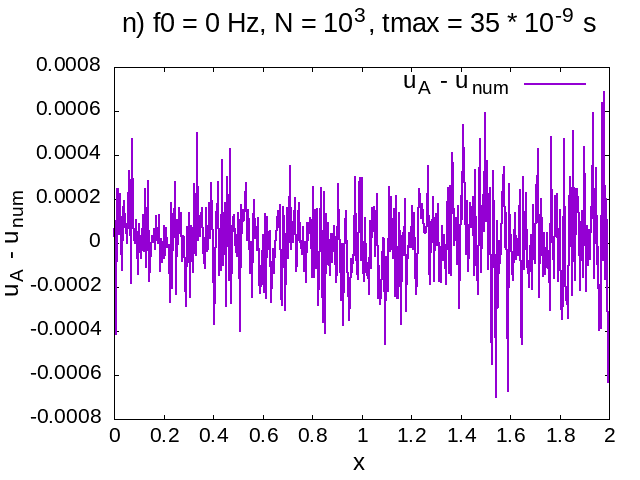 n) f0 = 0 Hz, N = 10³, tmax = 35 * 10⁻⁹ s
u_A - u_num
0.0008
0.0006
0.0004
0.0002
0
-0.0002
-0.0004
-0.0006
-0.0008
u_A - u_num
0 0.2 0.4 0.6 0.8 1 1.2 1.4 1.6 1.8 2
x